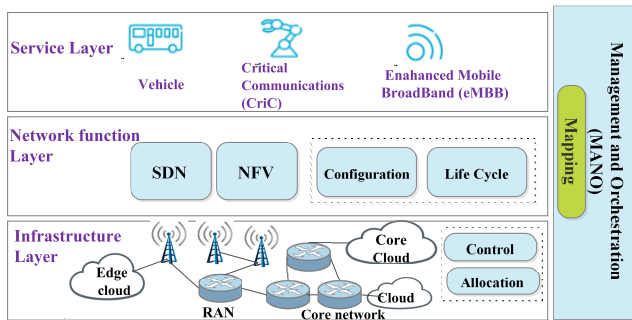 Service Layer
Vehicle
Critical
Communications
(CriC)
Enahanced Mobile
BroadBand (eMBB)
Network function
Layer
SDN
NFV
Configuration
Life Cycle
Infrastructure
Layer
Edge
cloud
RAN
Core
Cloud
Cloud
Core network
Control
Allocation
Mapping
Management and Orchestration
(MANO)